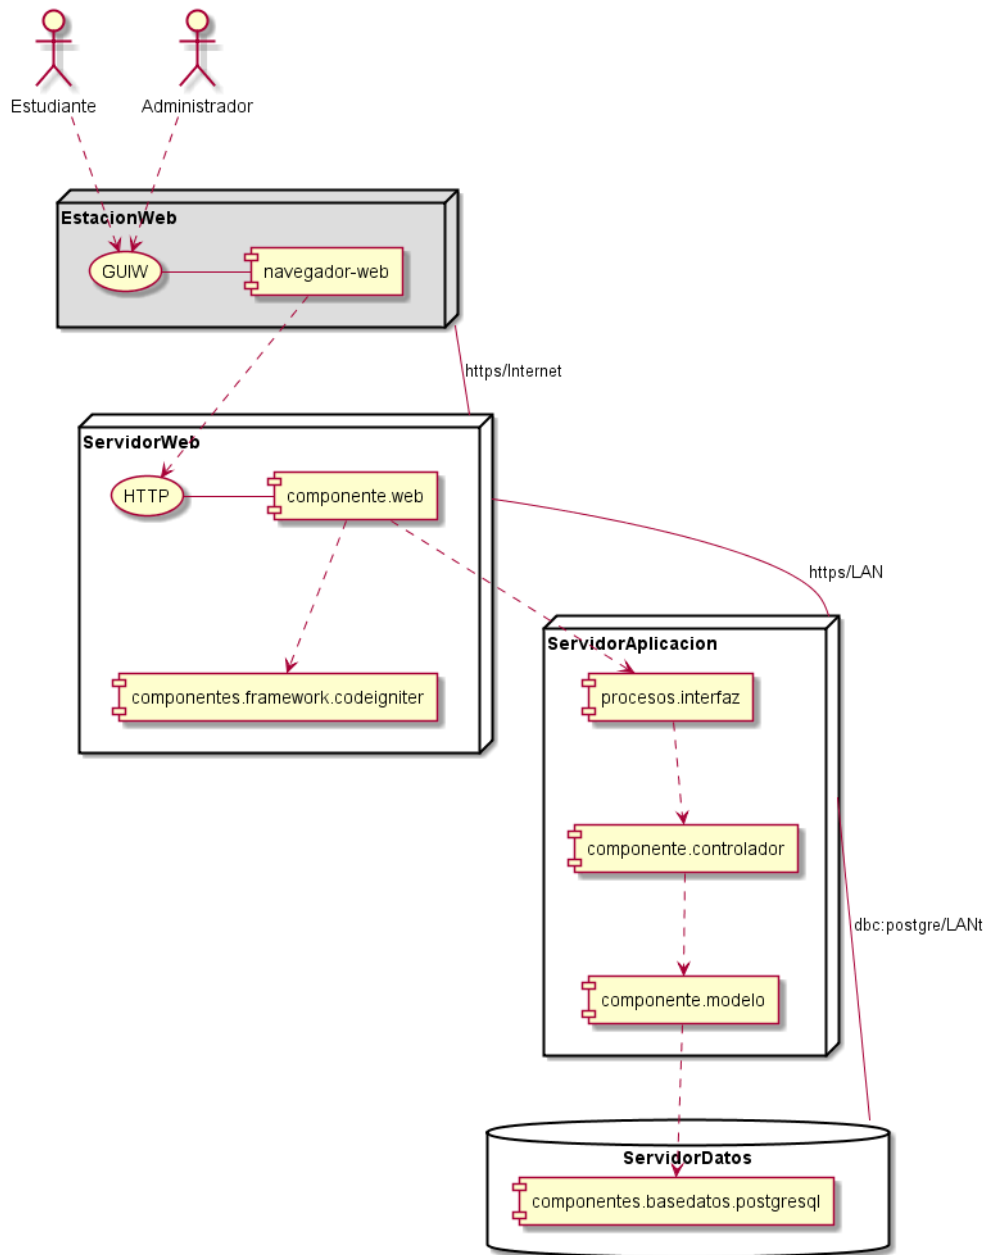 Estudiante
Administrador
EstacionWeb
GUIW
navegador-web
https/Internet
ServidorWeb
HTTP
componente.web
https/LAN
ServidorAplicacion
componentes.framework.codeigniter
procesos.interfaz
componente.controlador
dbc:postgre/LANt
componente.modelo
ServidorDatos
componentes.basedatos.postgresql